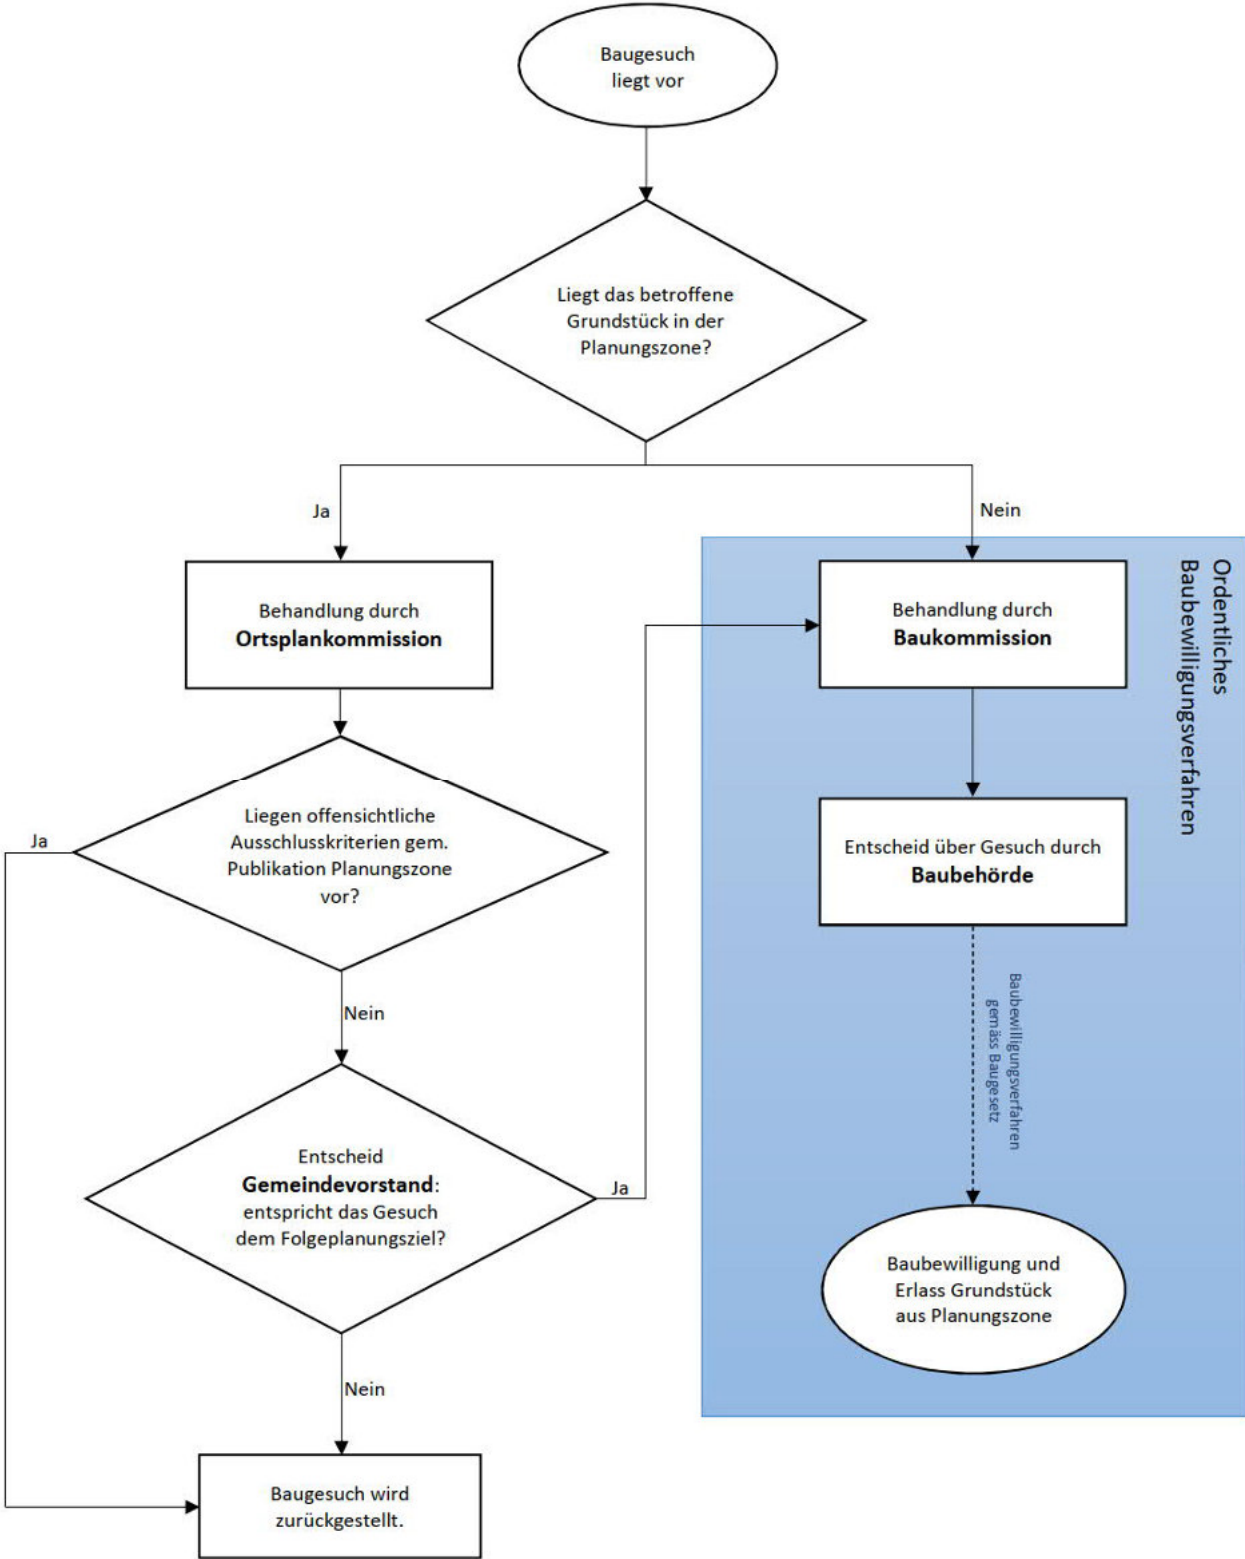 Baugesuch
liegt vor
Liegt das betroffene
Grundstück in der
Planungszone?
Ja
Nein
Behandlung durch
Ortsplankommission
Behandlung durch
Baukommission
Ordentliches
Baubewilligungsverfahren
Liegen offensichtliche
Ausschlusskriterien gem.
Publikation Planungszone
vor?
Ja
Entscheid über Gesuch durch
Baubehörde
Nein
Baubewilligungsverfahren
gemäss Baugesetz
Entscheid
Gemeindevorstand:
entspricht das Gesuch
dem Folgeplanungsziel?
Ja
Baubewilligung und
Erlass Grundstück
aus Planungszone
Nein
Baugesuch wird
zurückgestellt.